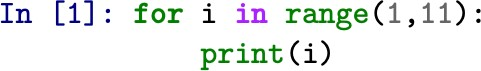 In [1]: for i in range(1,11):
print(i)